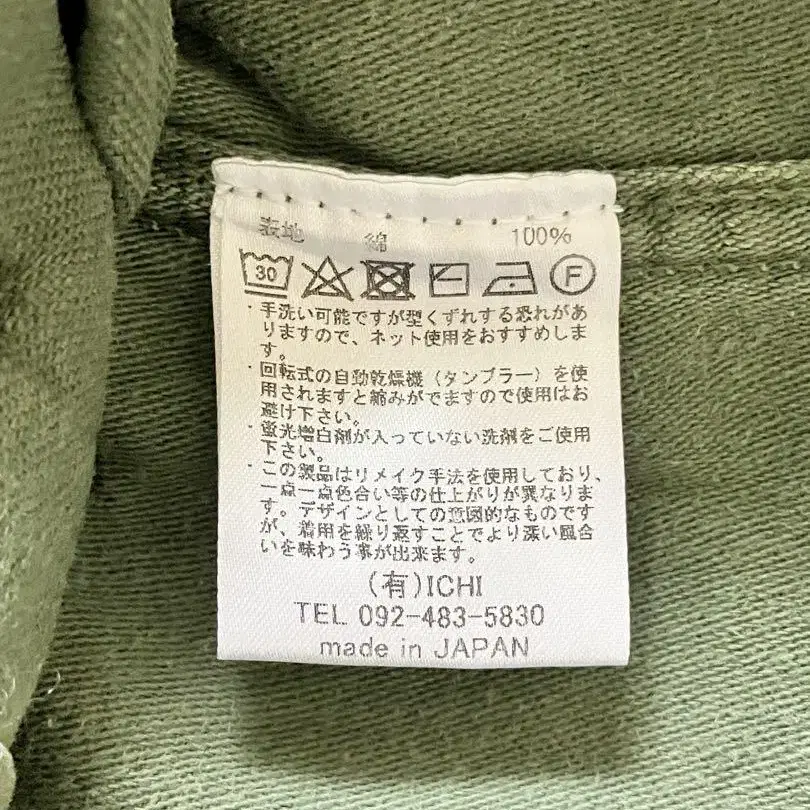 表地 綿 100%
30 F
・手洗い可能ですが型くずれする恐れがあ
りますので、ネット使用をおすすめしま
す。
・回転式の自動乾燥機（タンブラー）を使
用されますと縮みがでますので使用はお
避け下さい。
・蛍光増白剤が入っていない洗剤をご使用
下さい。
・この製品はリメイク手法を使用しており、
一点一点色合い等の仕上がりが異なりま
す。デザインとしての意図的なものです
が、着用を繰り返すことでより深い風合
いを味わう事が出来ます。
(有)ICHI
TEL 092-483-5830
made in JAPAN